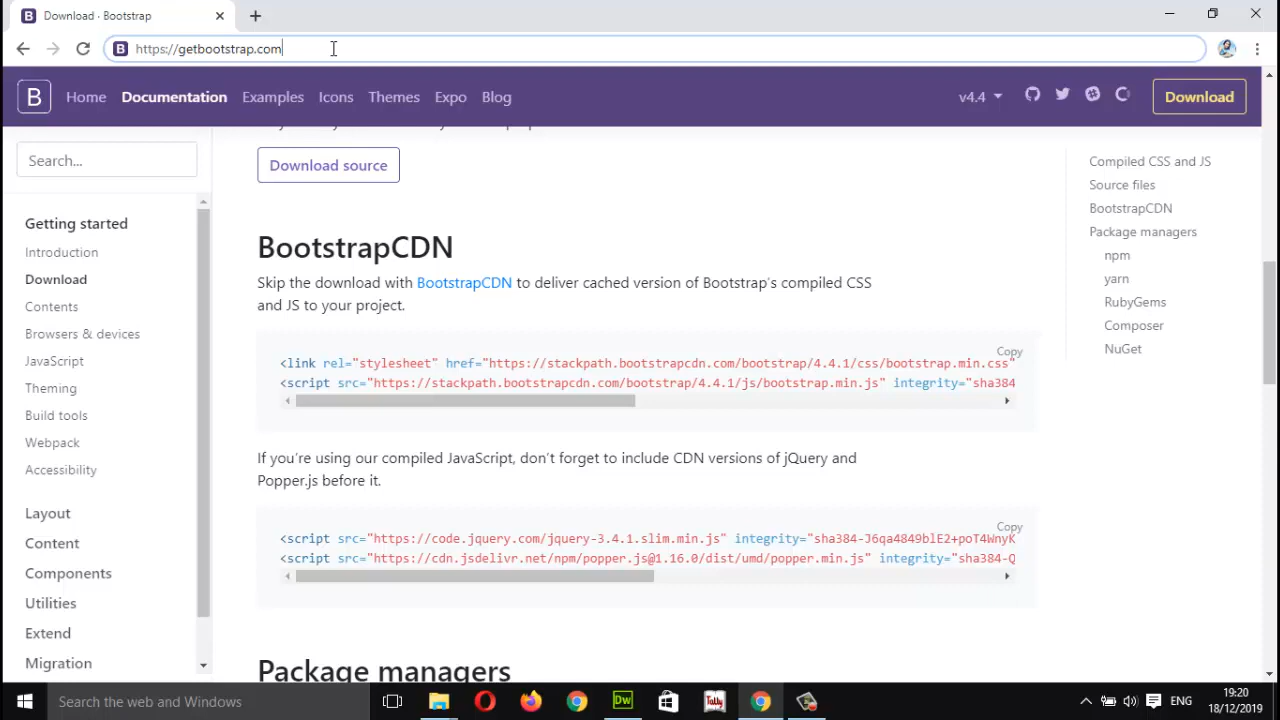 Download · Bootstrap
https://getbootstrap.com
B
Home
Documentation
Examples
Icons
Themes
Expo
Blog
v4.4
Download
Search...
Getting started
Introduction
Download
Contents
Browsers & devices
JavaScript
Theming
Build tools
Webpack
Accessibility
Layout
Content
Components
Utilities
Extend
Migration
Download source
BootstrapCDN
Skip the download with BootstrapCDN to deliver cached version of Bootstrap's compiled CSS
and JS to your project.
Copy
<link rel="stylesheet" href="https://stackpath.bootstrapcdn.com/bootstrap/4.4.1/css/bootstrap.min.css"
<script src="https://stackpath.bootstrapcdn.com/bootstrap/4.4.1/js/bootstrap.min.js" integrity="sha384
If you're using our compiled JavaScript, don't forget to include CDN versions of jQuery and
Popper.js before it.
Copy
<script src="https://code.jquery.com/jquery-3.4.1.slim.min.js" integrity="sha384-J6qa4849blE2+poT4WnyK
<script src="https://cdn.jsdelivr.net/npm/popper.js@1.16.0/dist/umd/popper.min.js" integrity="sha384-Q
Package managers
Compiled CSS and JS
Source files
BootstrapCDN
Package managers
npm
yarn
RubyGems
Composer
NuGet
Search the web and Windows
Dw
Tally
ENG
19:20
18/12/2019